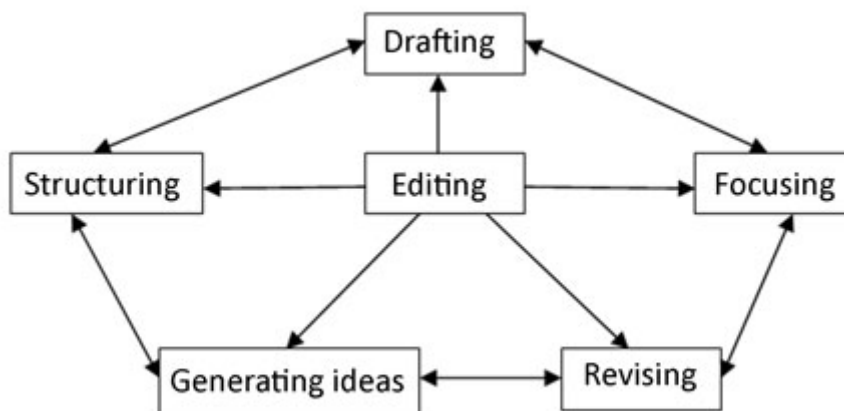 Drafting
Structuring
Editing
Focusing
Generating ideas
Revising